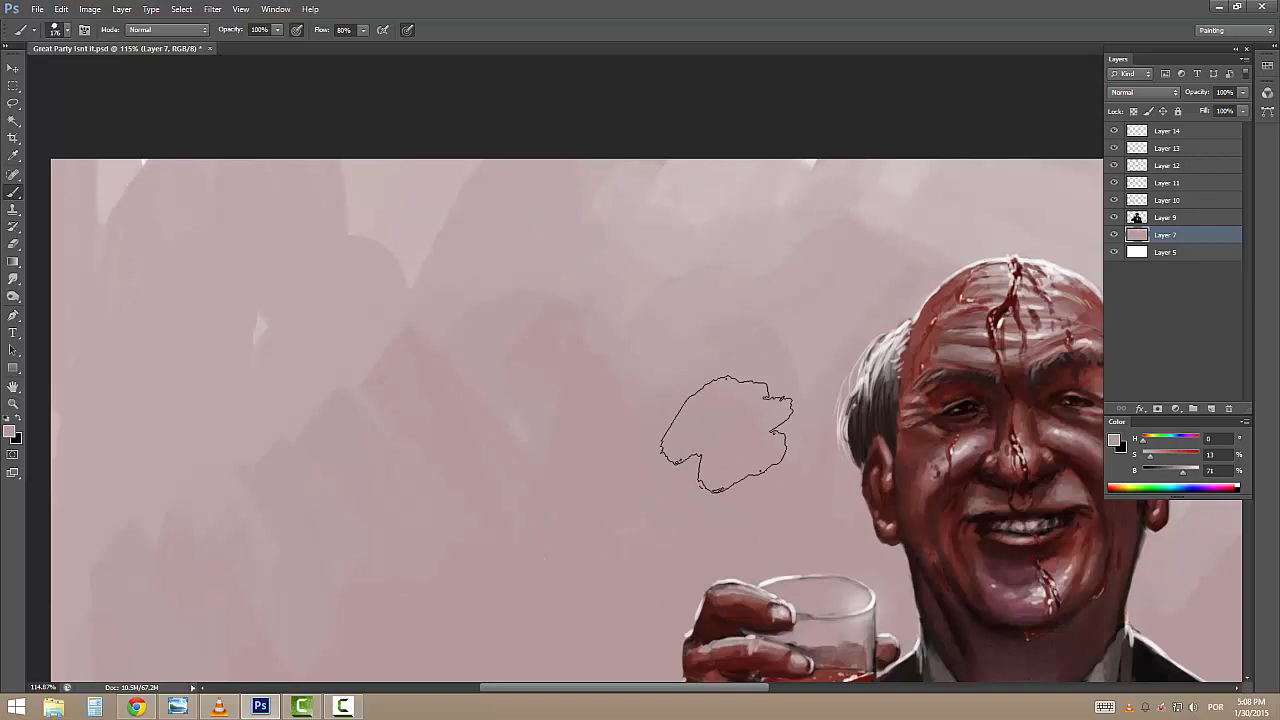 Ps File Edit Image Layer Type Select Filter View Window Help
176 Mode: Normal Opacity: 100% Flow: 80% Painting
Great Party Isnt it.psd @ 115% (Layer 7, RGB/8) *
Layers
Kind
Normal Opacity: 100%
Lock: Fill: 100%
Layer 14
Layer 13
Layer 12
Layer 11
Layer 10
Layer 9
Layer 7
Layer 5
Color
H 0 °
S 13 %
B 71 %
114.87% Doc: 10.5M/67.2M
Ps POR 5:08 PM
1/30/2015